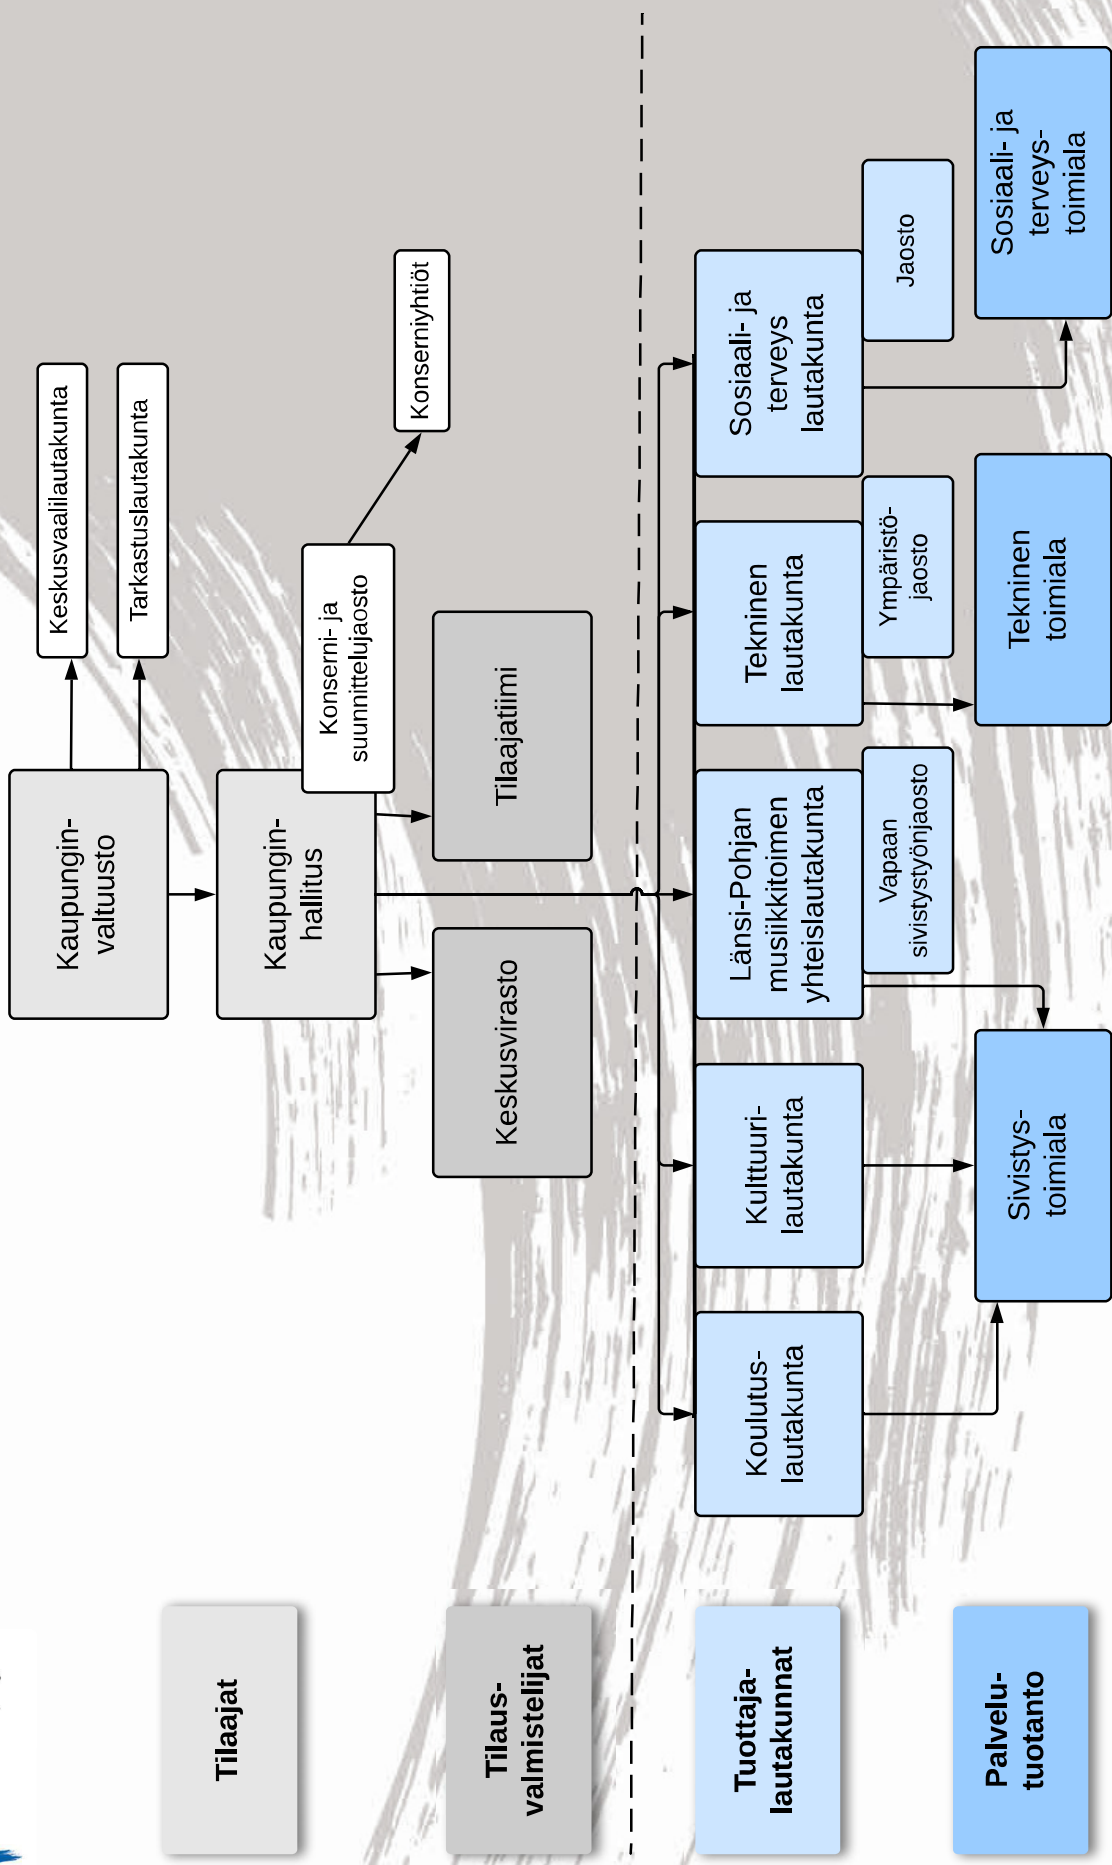 Kaupungin-
valtuusto
Keskusvaalilautakunta
Tarkastuslautakunta
Tilaajat
Kaupungin-
hallitus
Konserni- ja
suunnittelujaosto
Konserniyhtiöt
Tilaus-
valmistelijat
Keskusvirasto
Tilaajatiimi
Tuottaja-
lautakunnat
Koulutus-
lautakunta
Kulttuuri-
lautakunta
Länsi-Pohjan
musiikkitoimen
yhteislautakunta
Tekninen
lautakunta
Sosiaali- ja
terveys
lautakunta
Vapaan
sivistystyönjaosto
Ympäristö-
jaosto
Jaosto
Palvelu-
tuotanto
Sivistys-
toimiala
Tekninen
toimiala
Sosiaali- ja
terveys-
toimiala